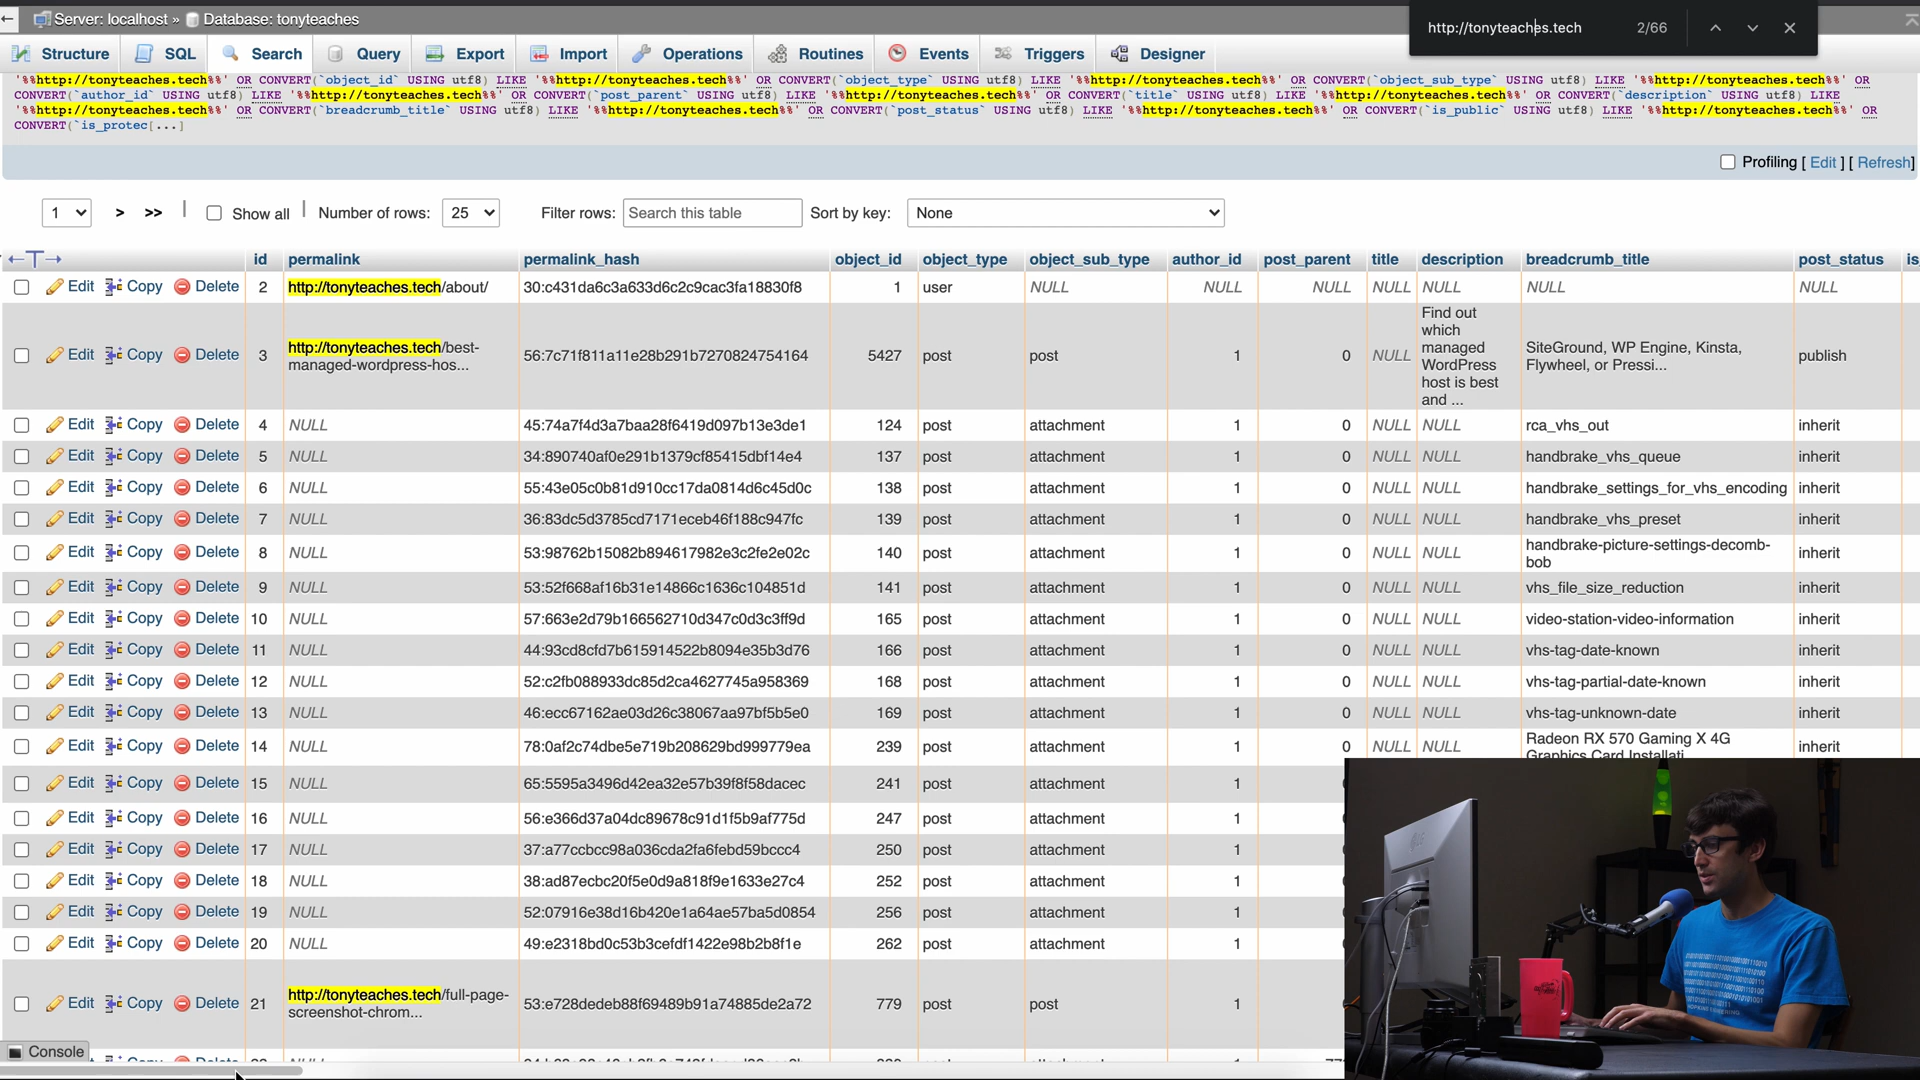 Server: localhost » Database: tonyteaches
http://tonyteaches.tech 2/66
Structure SQL Search Query Export Import Operations Routines Events Triggers Designer
'%%http://tonyteaches.tech%%' OR CONVERT(`object_id` USING utf8) LIKE '%%http://tonyteaches.tech%%' OR CONVERT(`object_type` USING utf8) LIKE '%%http://tonyteaches.tech%%' OR CONVERT(`object_sub_type` USING utf8) LIKE '%%http://tonyteaches.tech%%' OR
CONVERT(`author_id` USING utf8) LIKE '%%http://tonyteaches.tech%%' OR CONVERT(`post_parent` USING utf8) LIKE '%%http://tonyteaches.tech%%' OR CONVERT(`title` USING utf8) LIKE '%%http://tonyteaches.tech%%' OR CONVERT(`description` USING utf8) LIKE
'%%http://tonyteaches.tech%%' OR CONVERT(`breadcrumb_title` USING utf8) LIKE '%%http://tonyteaches.tech%%' OR CONVERT(`post_status` USING utf8) LIKE '%%http://tonyteaches.tech%%' OR CONVERT(`is_public` USING utf8) LIKE '%%http://tonyteaches.tech%%' OR
CONVERT(`is_protec[...]
Profiling [ Edit ] [ Refresh]
1 > >> Show all Number of rows: 25 Filter rows: Search this table Sort by key: None
←T→ id permalink permalink_hash object_id object_type object_sub_type author_id post_parent title description breadcrumb_title post_status is
Edit Copy Delete 2 http://tonyteaches.tech/about/ 30:c431da6c3a633d6c2c9cac3fa18830f8 1 user NULL NULL NULL NULL NULL NULL NULL
Find out
which
managed
WordPress
host is best
and ...
Edit Copy Delete 3 http://tonyteaches.tech/best-
managed-wordpress-hos... 56:7c71f811a11e28b291b7270824754164 5427 post post 1 0 NULL SiteGround, WP Engine, Kinsta,
Flywheel, or Pressi... publish
Edit Copy Delete 4 NULL 45:74a7f4d3a7baa28f6419d097b13e3de1 124 post attachment 1 0 NULL NULL rca_vhs_out inherit
Edit Copy Delete 5 NULL 34:890740af0e291b1379cf85415dbf14e4 137 post attachment 1 0 NULL NULL handbrake_vhs_queue inherit
Edit Copy Delete 6 NULL 55:43e05c0b81d910cc17da0814d6c45d0c 138 post attachment 1 0 NULL NULL handbrake_settings_for_vhs_encoding inherit
Edit Copy Delete 7 NULL 36:83dc5d3785cd7171eceb46f188c947fc 139 post attachment 1 0 NULL NULL handbrake_vhs_preset inherit
Edit Copy Delete 8 NULL 53:98762b15082b894617982e3c2fe2e02c 140 post attachment 1 0 NULL NULL handbrake-picture-settings-decomb-
bob inherit
Edit Copy Delete 9 NULL 53:52f668af16b31e14866c1636c104851d 141 post attachment 1 0 NULL NULL vhs_file_size_reduction inherit
Edit Copy Delete 10 NULL 57:663e2d79b166562710d347c0d3c3ff9d 165 post attachment 1 0 NULL NULL video-station-video-information inherit
Edit Copy Delete 11 NULL 44:93cd8cfd7b615914522b8094e35b3d76 166 post attachment 1 0 NULL NULL vhs-tag-date-known inherit
Edit Copy Delete 12 NULL 52:c2fb088933dc85d2ca4627745a958369 168 post attachment 1 0 NULL NULL vhs-tag-partial-date-known inherit
Edit Copy Delete 13 NULL 46:ecc67162ae03d26c38067aa97bf5b5e0 169 post attachment 1 0 NULL NULL vhs-tag-unknown-date inherit
Edit Copy Delete 14 NULL 78:0af2c74dbe5e719b208629bd999779ea 239 post attachment 1 0 NULL NULL Radeon RX 570 Gaming X 4G
Graphics Card Installati inherit
Edit Copy Delete 15 NULL 65:5595a3496d42ea32e57b39f8f58dacec 241 post attachment 1
Edit Copy Delete 16 NULL 56:e366d37a04dc89678c91d1f5b9af775d 247 post attachment 1
Edit Copy Delete 17 NULL 37:a77ccbcc98a036cda2fa6febd59bccc4 250 post attachment 1
Edit Copy Delete 18 NULL 38:ad87ecbc20f5e0d9a818f9e1633e27c4 252 post attachment 1
Edit Copy Delete 19 NULL 52:07916e38d16b420e1a64ae57ba5d0854 256 post attachment 1
Edit Copy Delete 20 NULL 49:e2318bd0c53b3cefdf1422e98b2b8f1e 262 post attachment 1
Edit Copy Delete 21 http://tonyteaches.tech/full-page-
screenshot-chrom... 53:e728dedeb88f69489b91a74885de2a72 779 post post 1
Console